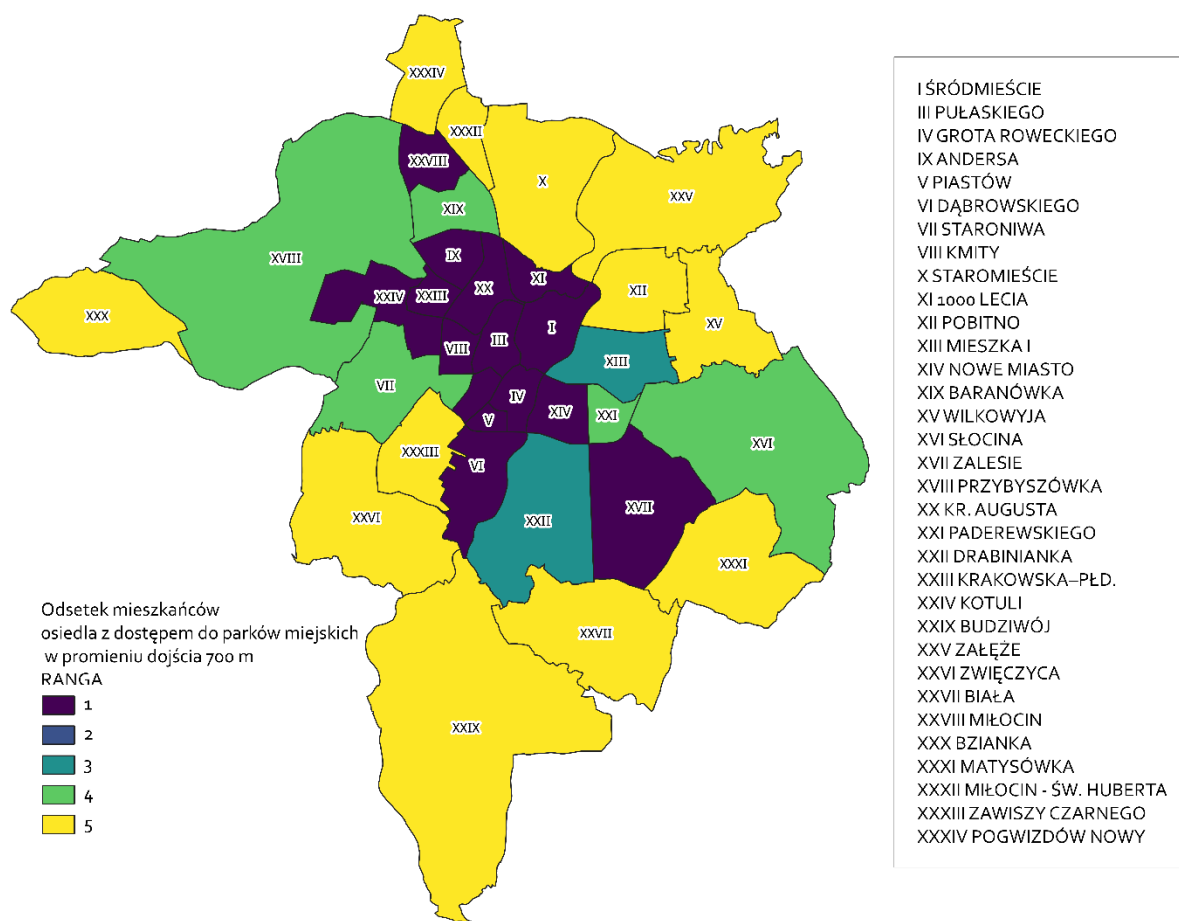 XXXIV
XXXII
XXVIII
X
XXV
XIX
XVIII
IX
XI
XX
XII
XXIV
XXIII
XXX
I
XV
III
VIII
XIII
VII
IV
XIV
XXI
V
XVI
XXXIII
VI
XXVI
XXII
XVII
XXXI
XXVII
XXIX
Odsetek mieszkańców
osiedla z dostępem do parków miejskich
w promieniu dojścia 700 m
RANGA
1
2
3
4
5
I ŚRÓDMIEŚCIE
III PUŁASKIEGO
IV GROTA ROWECKIEGO
IX ANDERSA
V PIASTÓW
VI DĄBROWSKIEGO
VII STARONIWA
VIII KMITY
X STAROMIEŚCIE
XI 1000 LECIA
XII POBITNO
XIII MIESZKA I
XIV NOWE MIASTO
XIX BARANÓWKA
XV WILKOWYJA
XVI SŁOCINA
XVII ZALESIE
XVIII PRZYBYSZÓWKA
XX KR. AUGUSTA
XXI PADEREWSKIEGO
XXII DRABINIANKA
XXIII KRAKOWSKA–PŁD.
XXIV KOTULI
XXIX BUDZIWÓJ
XXV ZAŁĘŻE
XXVI ZWIĘCZYCA
XXVII BIAŁA
XXVIII MIŁOCIN
XXX BZIANKA
XXXI MATYSÓWKA
XXXII MIŁOCIN - ŚW. HUBERTA
XXXIII ZAWISZY CZARNEGO
XXXIV POGWIZDÓW NOWY